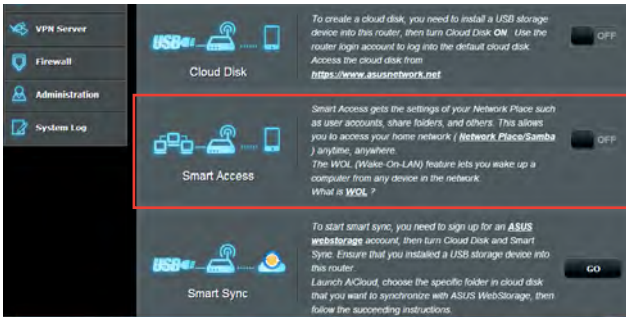 VPN Server
Firewall
Administration
System Log
USB
Cloud Disk
To create a cloud disk, you need to install a USB storage
device into this router, then turn Cloud Disk ON. Use the
router login account to log into the default cloud disk.
Access the cloud disk from
https://www.asusnetwork.net.
OFF
Smart Access
Smart Access gets the settings of your Network Place such
as user accounts, share folders, and others. This allows
you to access your home network ( Network Place/Samba
) anytime, anywhere.
The WOL (Wake-On-LAN) feature lets you wake up a
computer from any device in the network.
What is WOL ?
OFF
USB
Smart Sync
To start smart sync, you need to sign up for an ASUS
webstorage account, then turn Cloud Disk and Smart
Sync. Ensure that you installed a USB storage device into
this router.
Launch AiCloud, choose the specific folder in cloud disk
that you want to synchronize with ASUS WebStorage, then
follow the succeeding instructions.
GO